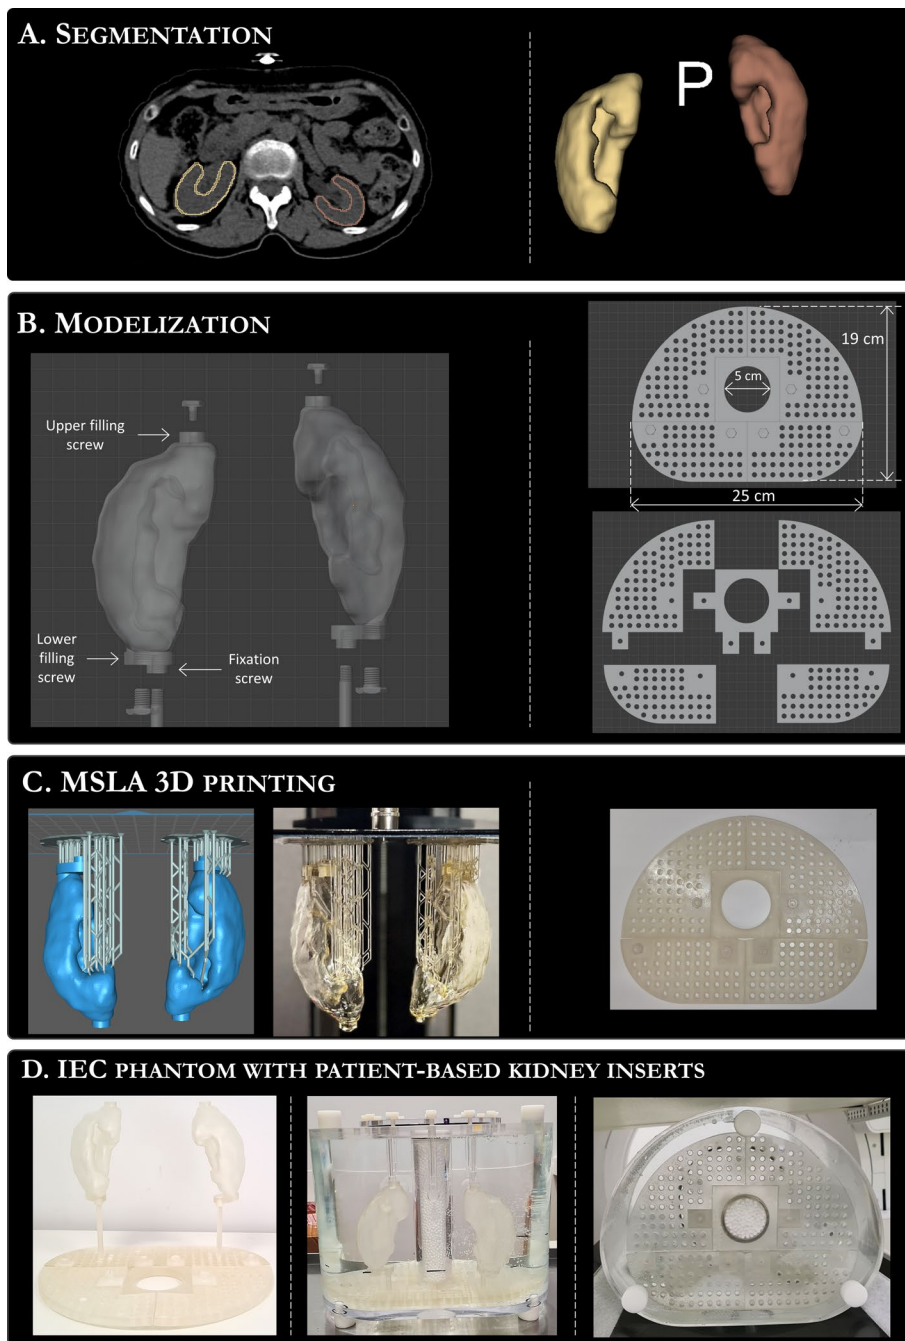 A. SEGMENTATION
P
B. MODELIZATION
Upper filling
screw
Lower
filling
screw
Fixation
screw
19 cm
5 cm
25 cm
C. MSLA 3D PRINTING
D. IEC PHANTOM WITH PATIENT-BASED KIDNEY INSERTS